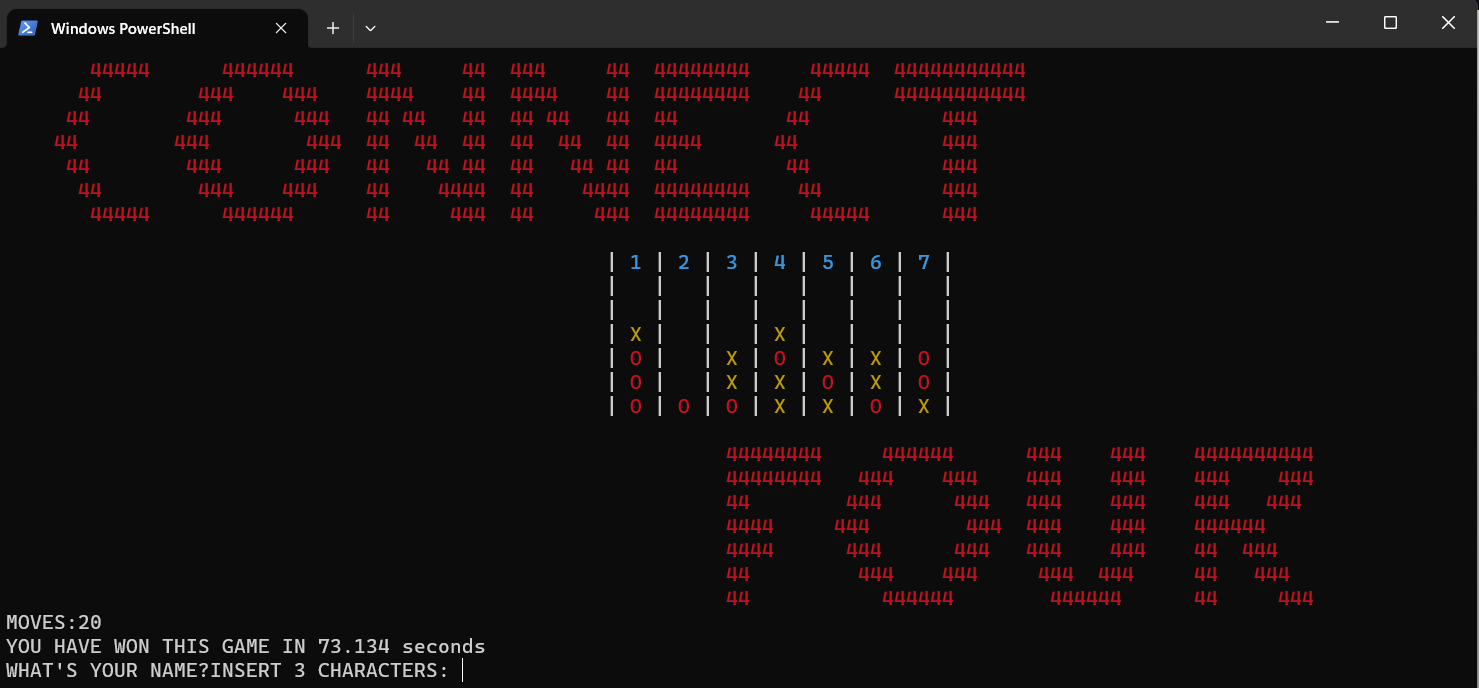 Windows PowerShell
44444 444444 444 44 444 44 44444444 44444 44444444444
44 444 444 4444 44 4444 44 44444444 44 44444444444
44 444 444 44 44 44 44 44 44 44 44 444
44 444 444 44 44 44 44 44 44 4444 44 444
44 444 444 44 44 44 44 44 44 44 44 444
44 444 444 44 4444 44 4444 44444444 44 444
44444 444444 44 444 44 444 44444444 44444 444
| 1 | 2 | 3 | 4 | 5 | 6 | 7 |
|   |   |   |   |   |   |   |
|   |   |   |   |   |   |   |
| X |   |   | X |   |   |   |
| O |   | X | O | X | X | O |
| O |   | X | X | O | X | O |
| O | O | O | X | X | O | X |
44444444 444444 444 444 4444444444
44444444 444 444 444 444 444 444
44 444 444 444 444 444 444
4444 444 444 444 444 444444
4444 444 444 444 444 44 444
44 444 444 444 444 44 444
44 444444 444444 44 444
MOVES:20
YOU HAVE WON THIS GAME IN 73.134 seconds
WHAT'S YOUR NAME?INSERT 3 CHARACTERS: